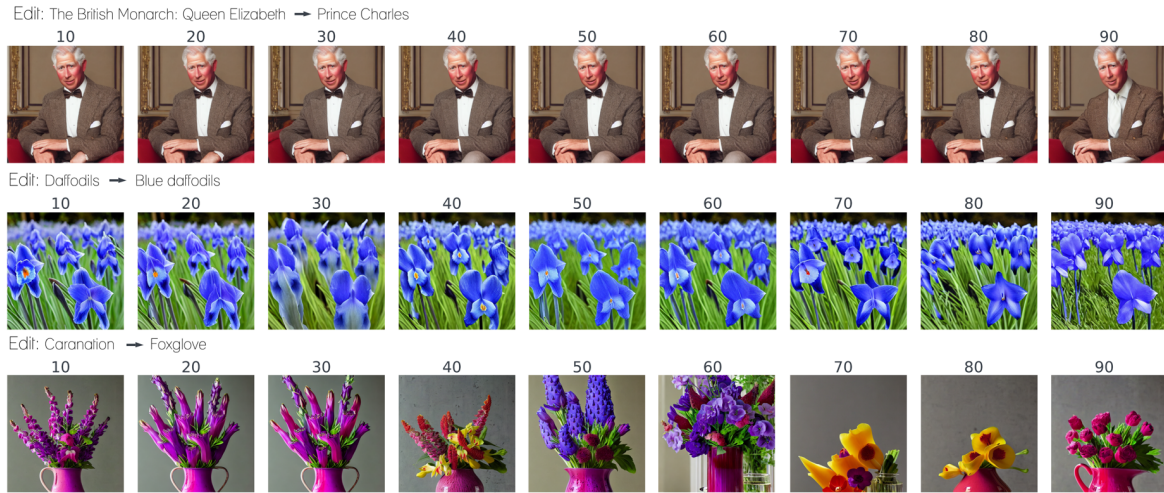 Edit: The British Monarch: Queen Elizabeth → Prince Charles
10 20 30 40 50 60 70 80 90
Edit: Daffodils → Blue daffodils
10 20 30 40 50 60 70 80 90
Edit: Caranation → Foxglove
10 20 30 40 50 60 70 80 90